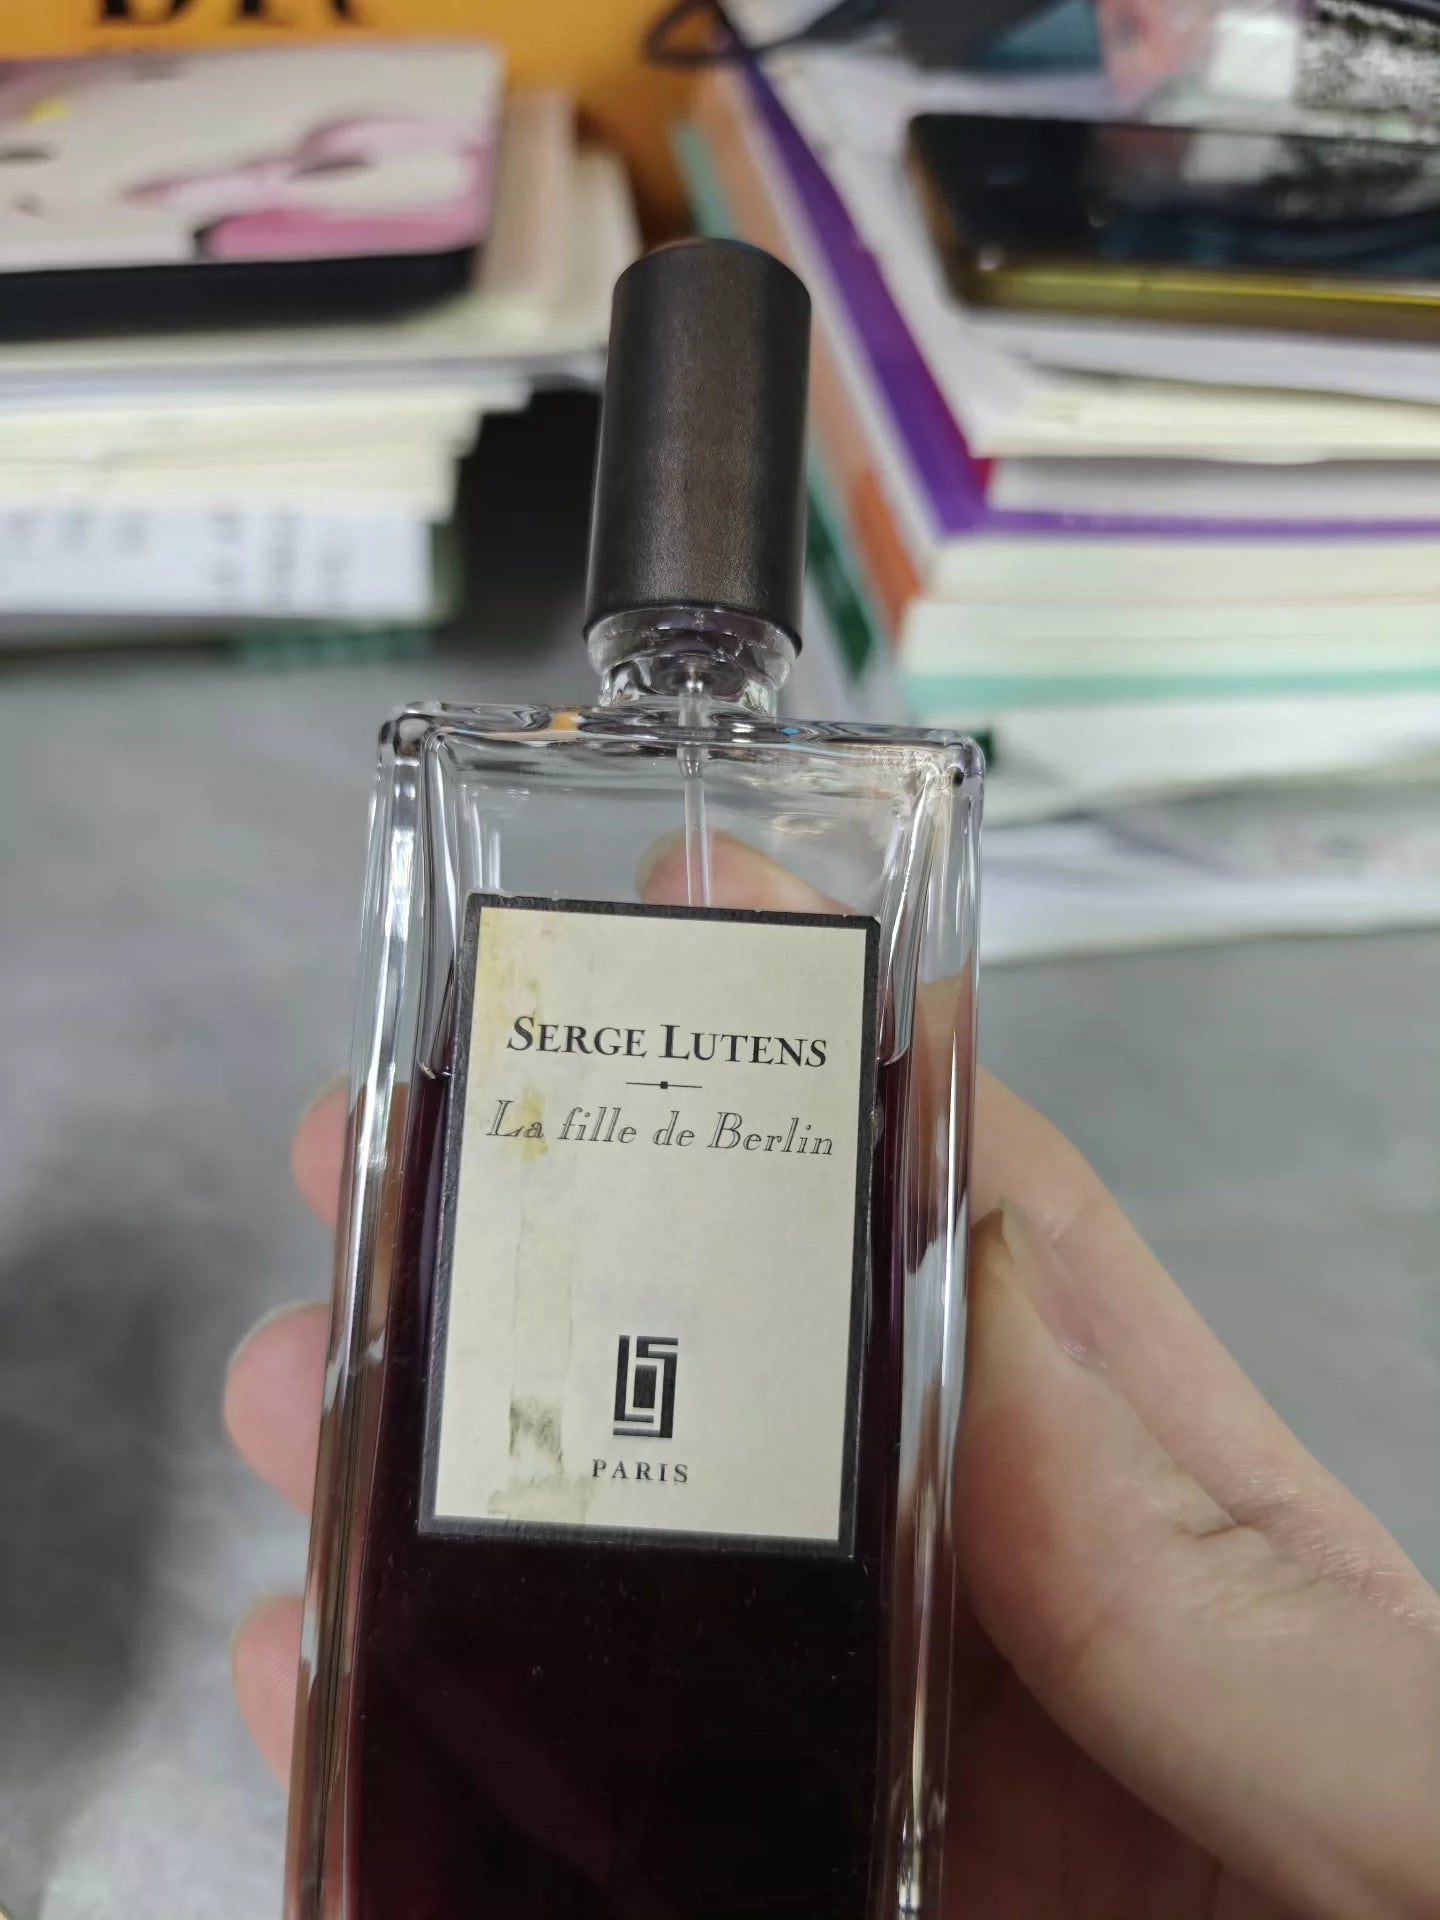 SERGE LUTENS
La fille de Berlin
PARIS